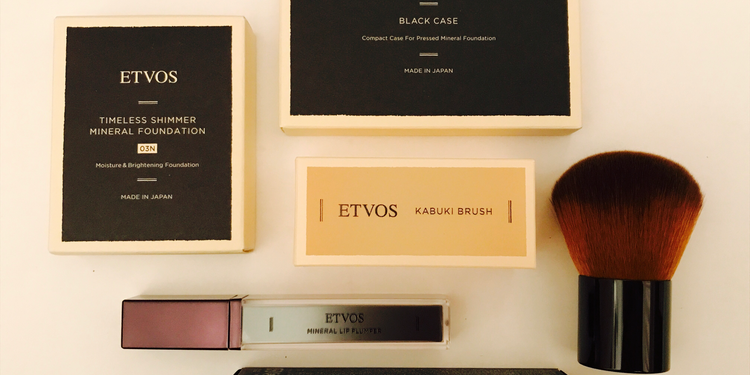 ETVOS
TIMELESS SHIMMER
MINERAL FOUNDATION
03N
Moisture & Brightening Foundation
MADE IN JAPAN
BLACK CASE
Compact Case For Pressed Mineral Foundation
MADE IN JAPAN
ETVOS KABUKI BRUSH
ETVOS
MINERAL LIP PLUMPER